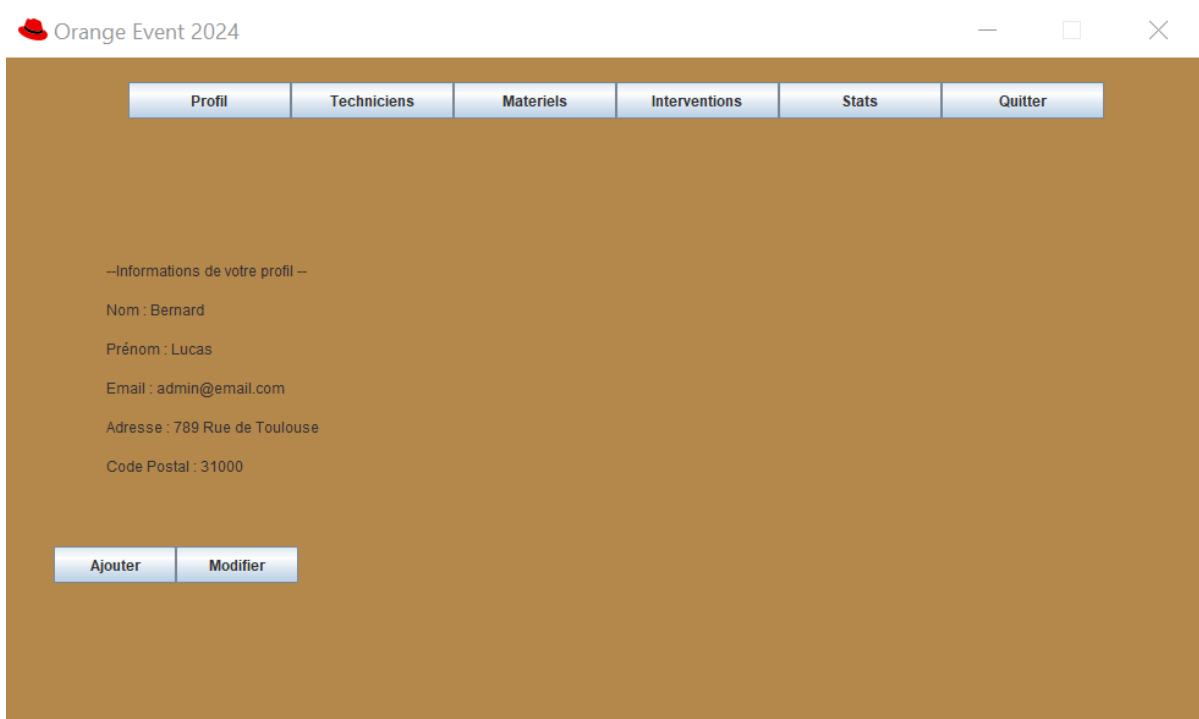 Orange Event 2024
Profil Techniciens Materiels Interventions Stats Quitter
--Informations de votre profil --
Nom : Bernard
Prénom : Lucas
Email : admin@email.com
Adresse : 789 Rue de Toulouse
Code Postal : 31000
Ajouter Modifier